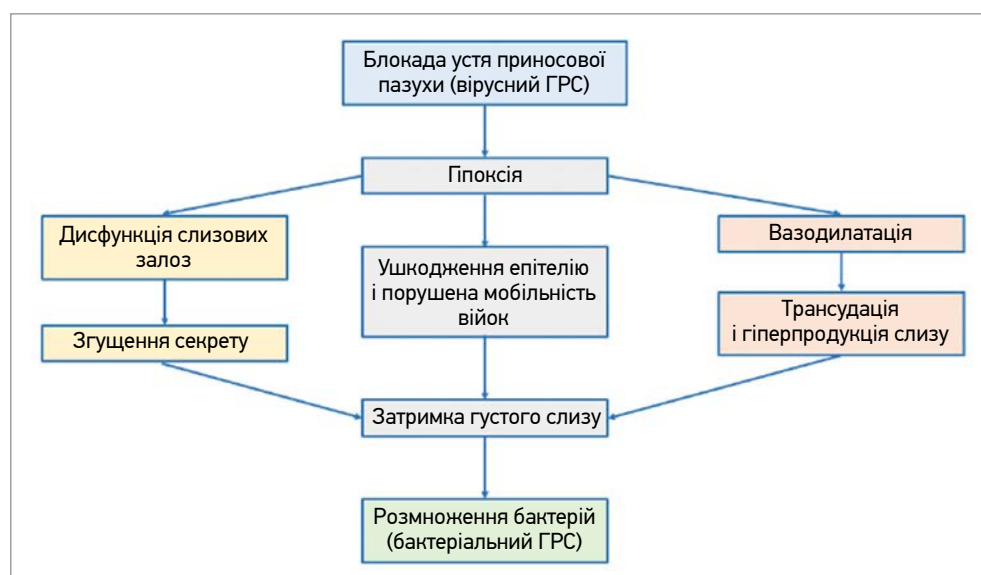 Блокада устя приносової
пазухи (вірусний ГРС)
Гіпоксія
Дисфункція слизових
залоз
Ушкодження епітелію
і порушена мобільність
війок
Вазодилатація
Згущення секрету
Трансудація
і гіперпродукція слизу
Затримка густого слизу
Розмноження бактерій
(бактеріальний ГРС)